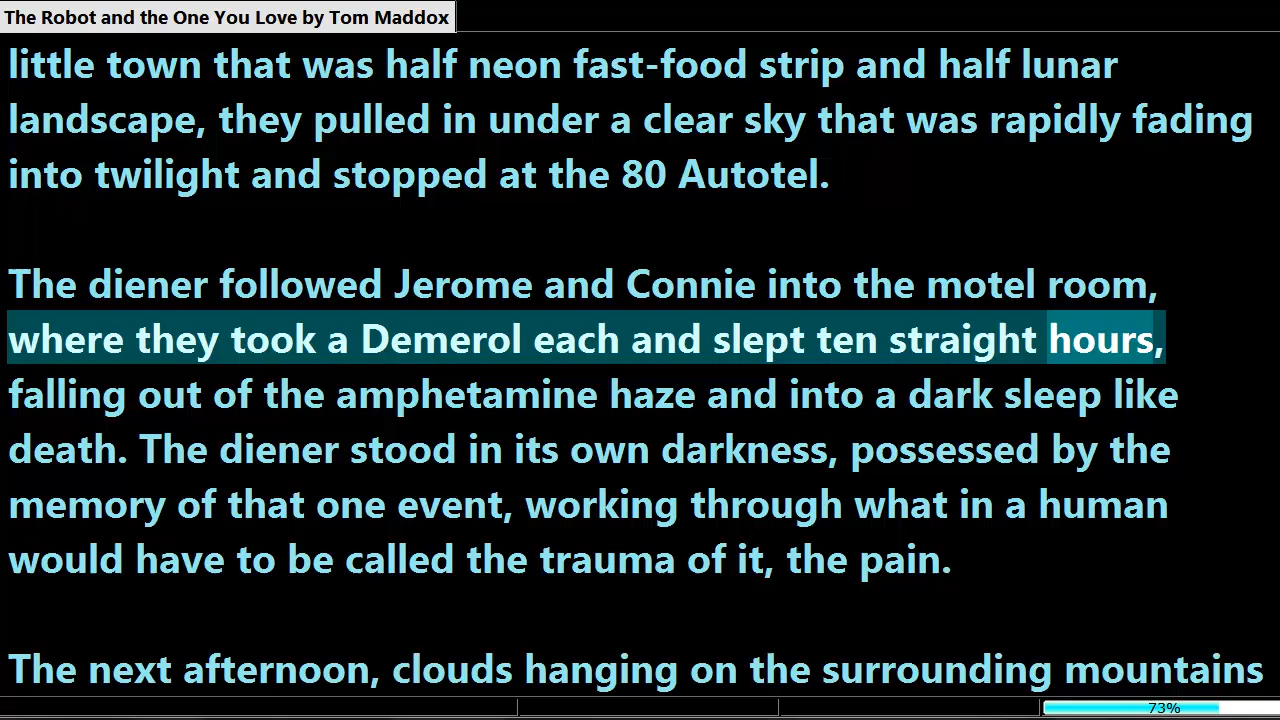 The Robot and the One You Love by Tom Maddox
little town that was half neon fast-food strip and half lunar
landscape, they pulled in under a clear sky that was rapidly fading
into twilight and stopped at the 80 Autotel.
The diener followed Jerome and Connie into the motel room,
where they took a Demerol each and slept ten straight hours,
falling out of the amphetamine haze and into a dark sleep like
death. The diener stood in its own darkness, possessed by the
memory of that one event, working through what in a human
would have to be called the trauma of it, the pain.
The next afternoon, clouds hanging on the surrounding mountains
73%